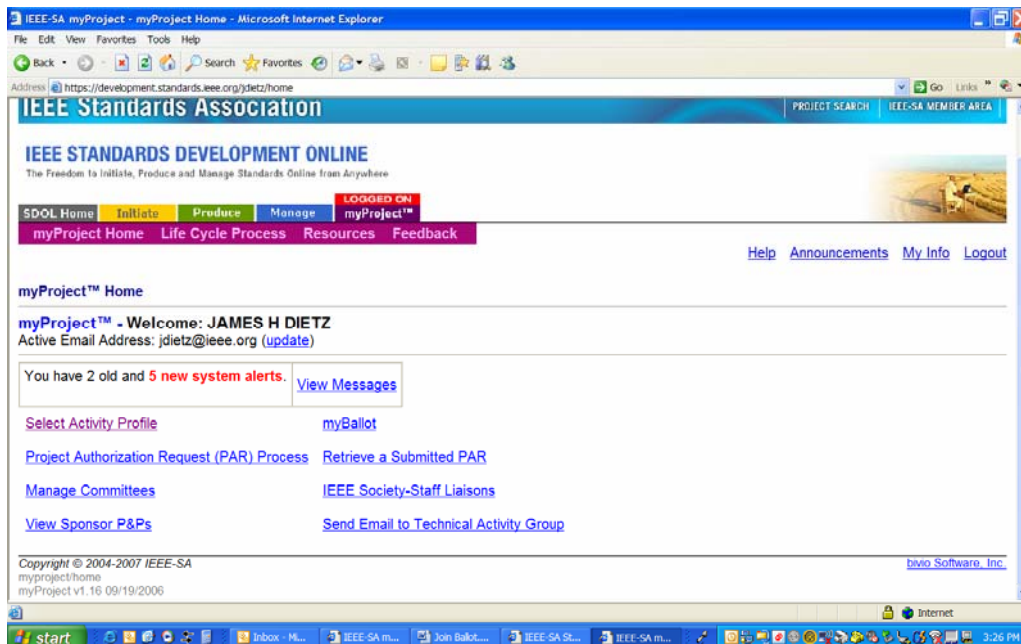 IEEE-SA myProject - myProject Home - Microsoft Internet Explorer
File Edit View Favorites Tools Help
Back Search Favorites
Address https://development.standards.ieee.org/jdietz/home Go Links »
IEEE Standards Association PROJECT SEARCH IEEE-SA MEMBER AREA
IEEE STANDARDS DEVELOPMENT ONLINE
The Freedom to Initiate, Produce and Manage Standards Online from Anywhere
LOGGED ON
SDOL Home Initiate Produce Manage myProject™
myProject Home Life Cycle Process Resources Feedback
Help Announcements My Info Logout
myProject™ Home
myProject™ - Welcome: JAMES H DIETZ
Active Email Address: jdietz@ieee.org (update)
You have 2 old and 5 new system alerts. View Messages
Select Activity Profile myBallot
Project Authorization Request (PAR) Process Retrieve a Submitted PAR
Manage Committees IEEE Society-Staff Liaisons
View Sponsor P&Ps Send Email to Technical Activity Group
Copyright © 2004-2007 IEEE-SA bivio Software, Inc.
myproject/home
myProject v1.16 09/19/2006
Internet
start Inbox - Mi... IEEE-SA m... Join Ballot.... IEEE-SA St... IEEE-SA m... 3:26 PM